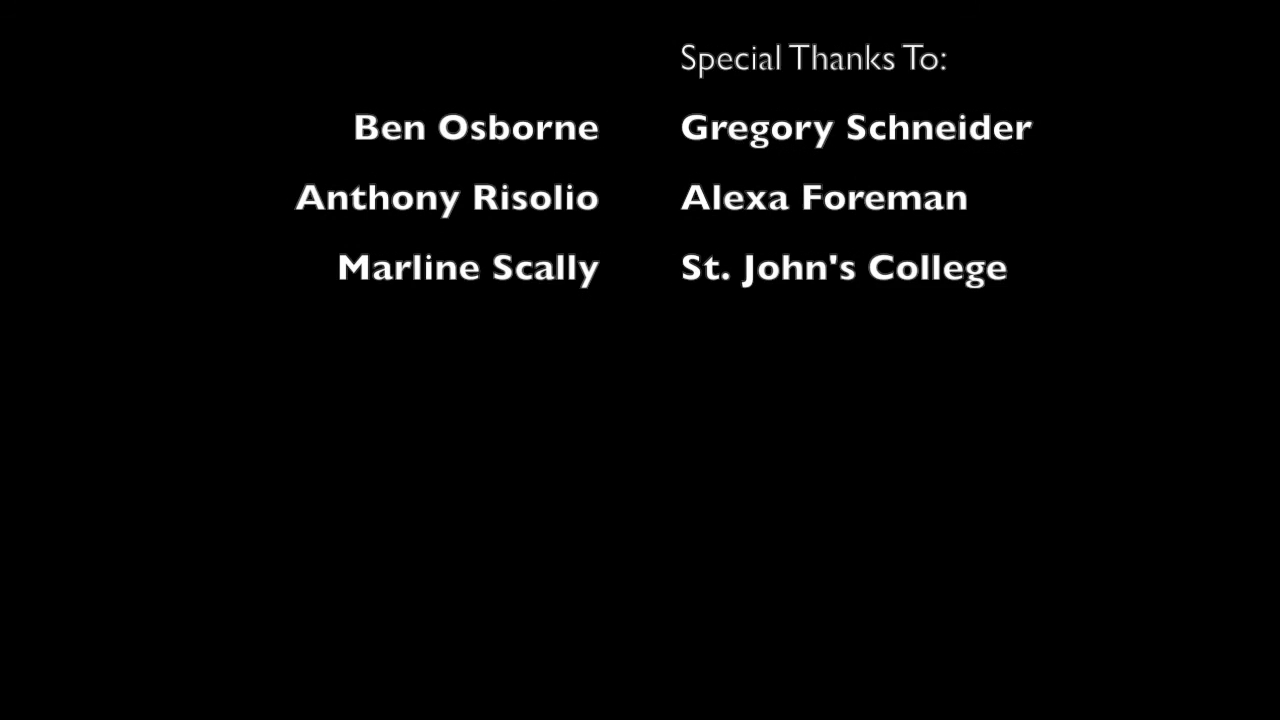 Special Thanks To:
Ben Osborne Gregory Schneider
Anthony Risolio Alexa Foreman
Marline Scally St. John's College